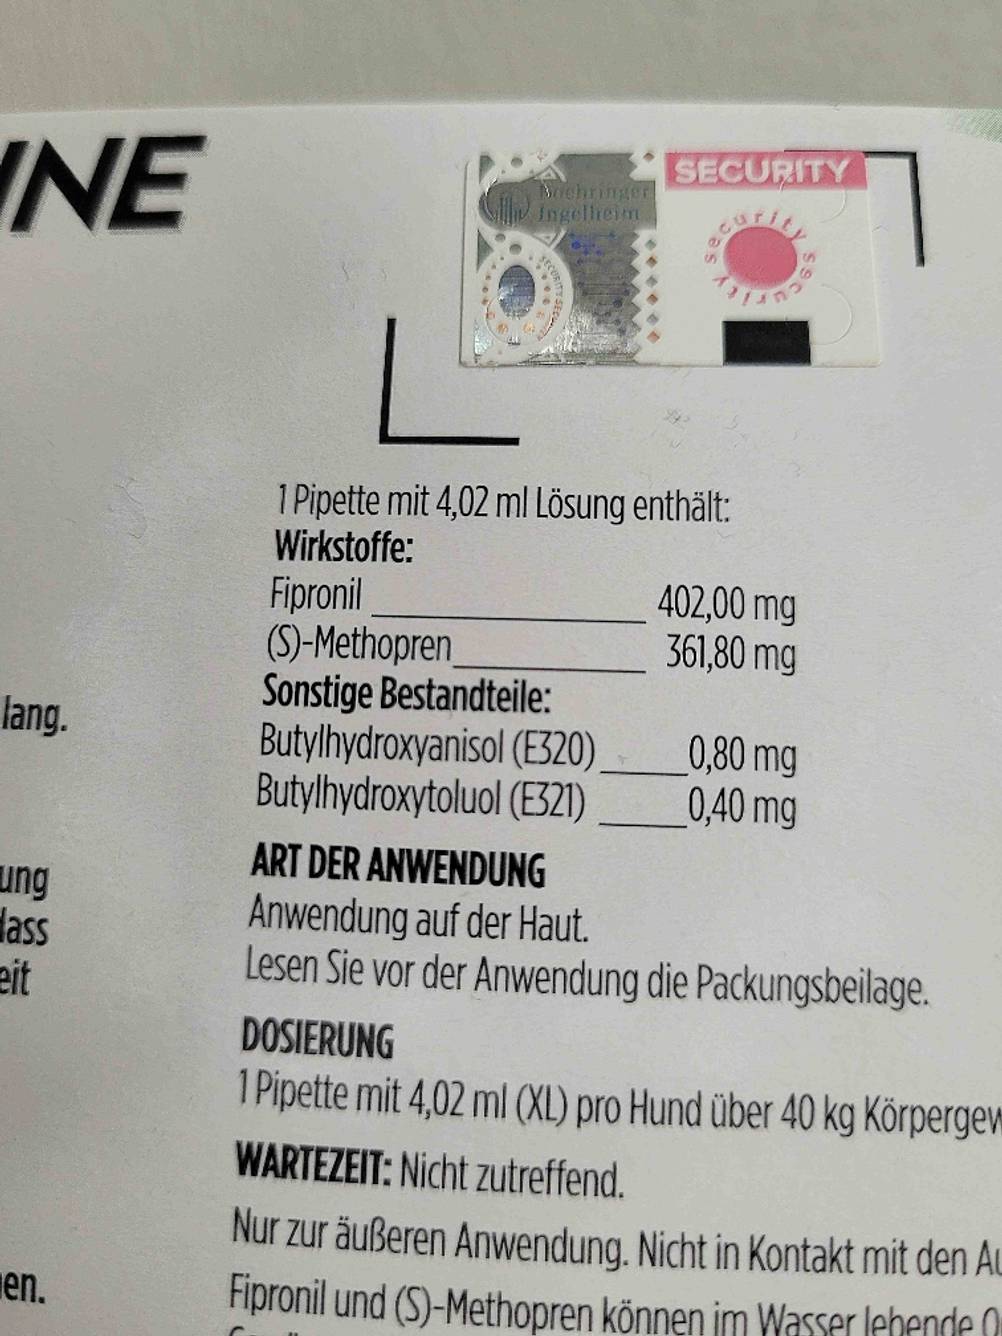 INE
SECURITY
Boehringer
Ingelheim
security security
1 Pipette mit 4,02 ml Lösung enthält:
Wirkstoffe:
Fipronil 402,00 mg
(S)-Methopren 361,80 mg
Sonstige Bestandteile:
lang.
Butylhydroxyanisol (E320) 0,80 mg
Butylhydroxytoluol (E321) 0,40 mg
ART DER ANWENDUNG
ung
Anwendung auf der Haut.
dass
Lesen Sie vor der Anwendung die Packungsbeilage.
eit
DOSIERUNG
1 Pipette mit 4,02 ml (XL) pro Hund über 40 kg Körpergew
WARTEZEIT: Nicht zutreffend.
Nur zur äußeren Anwendung. Nicht in Kontakt mit den Au
en.
Fipronil und (S)-Methopren können im Wasser lebende O